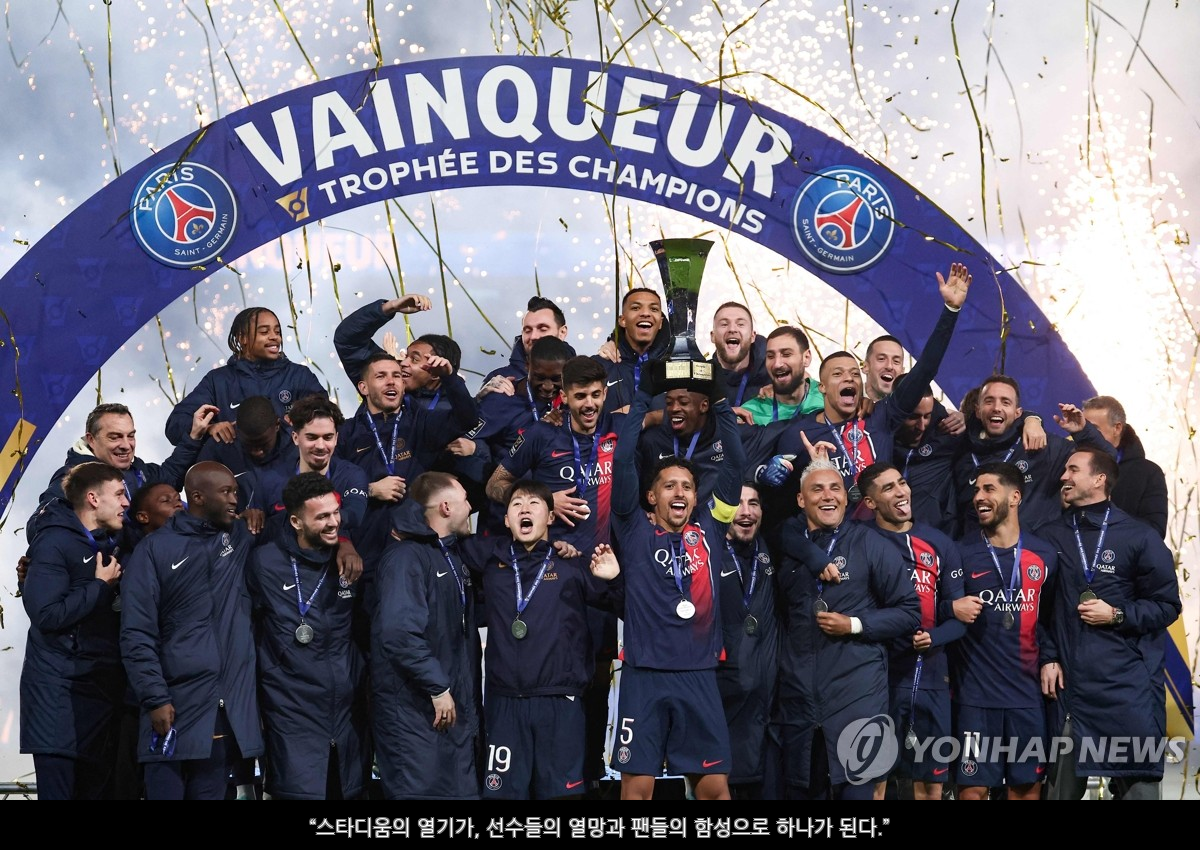 VAINQUEUR
TROPHÉE DES CHAMPIONS
PARIS
SAINT-GERMAIN
PARIS
SAINT-GERMAIN
QATAR
AIRWAYS
QATAR
AIRWAYS
QATAR
AIRWAYS
QATAR
AIRWAYS
5
19
11
YONHAP NEWS
“스타디움의 열기가, 선수들의 열망과 팬들의 함성으로 하나가 된다.”